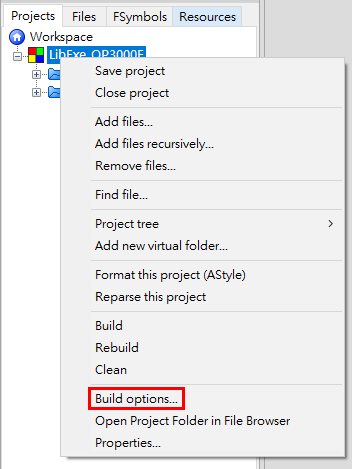 Projects Files FSymbols Resources
Workspace
LibExe_QP3000E
Save project
Close project
Add files...
Add files recursively...
Remove files...
Find file...
Project tree
Add new virtual folder...
Format this project (AStyle)
Reparse this project
Build
Rebuild
Clean
Build options...
Open Project Folder in File Browser
Properties...